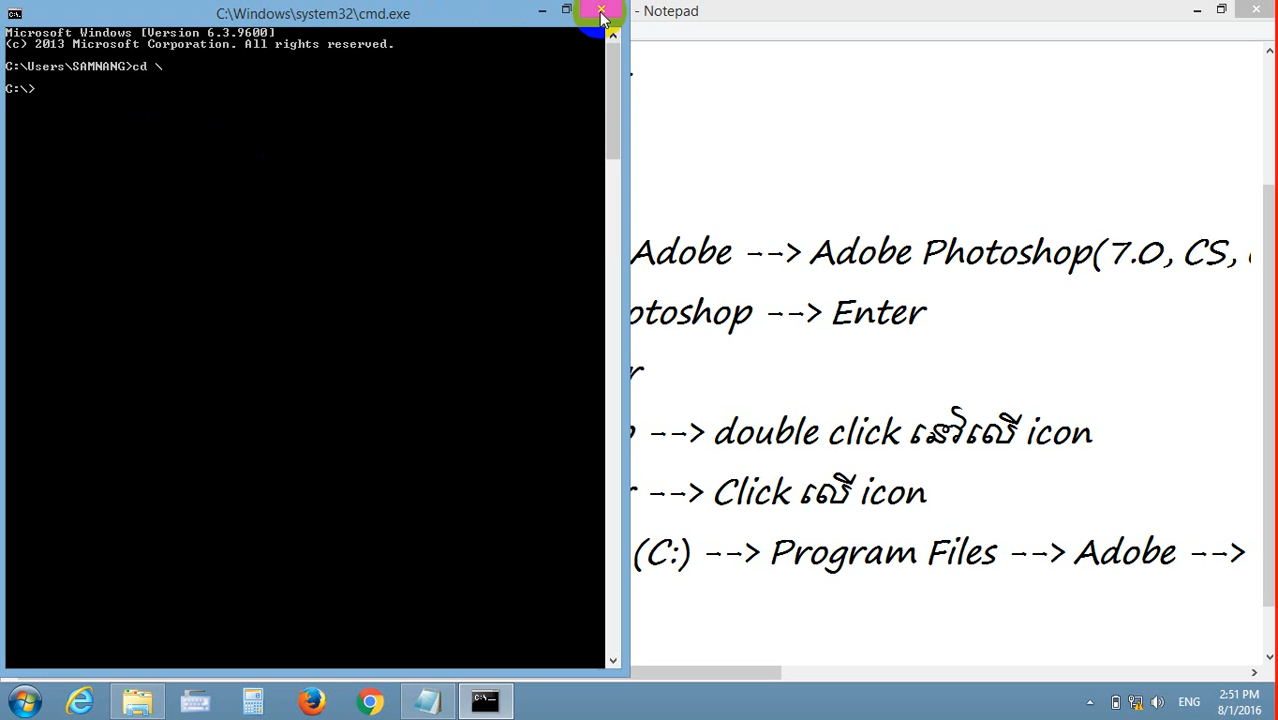 C:\Windows\system32\cmd.exe
- Notepad
Microsoft Windows [Version 6.3.9600]
(c) 2013 Microsoft Corporation. All rights reserved.
C:\Users\SAMNANG>cd \
C:\>
Adobe --> Adobe Photoshop(7.0, CS,
otoshop --> Enter
r
--> double click នៅលើ icon
r --> Click លើ icon
(C:) --> Program Files --> Adobe -->
ENG
2:51 PM
8/1/2016